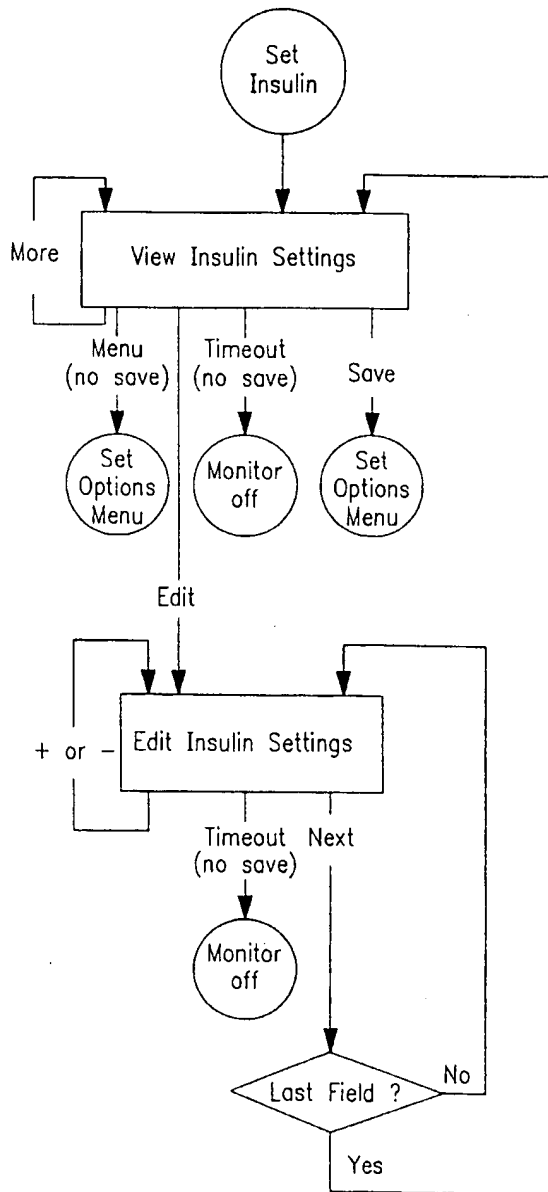 Set
Insulin
More
View Insulin Settings
Menu
(no save)
Timeout
(no save)
Save
Set
Options
Menu
Monitor
off
Set
Options
Menu
Edit
+ or -
Edit Insulin Settings
Timeout
(no save)
Next
Monitor
off
Last Field ?
No
Yes